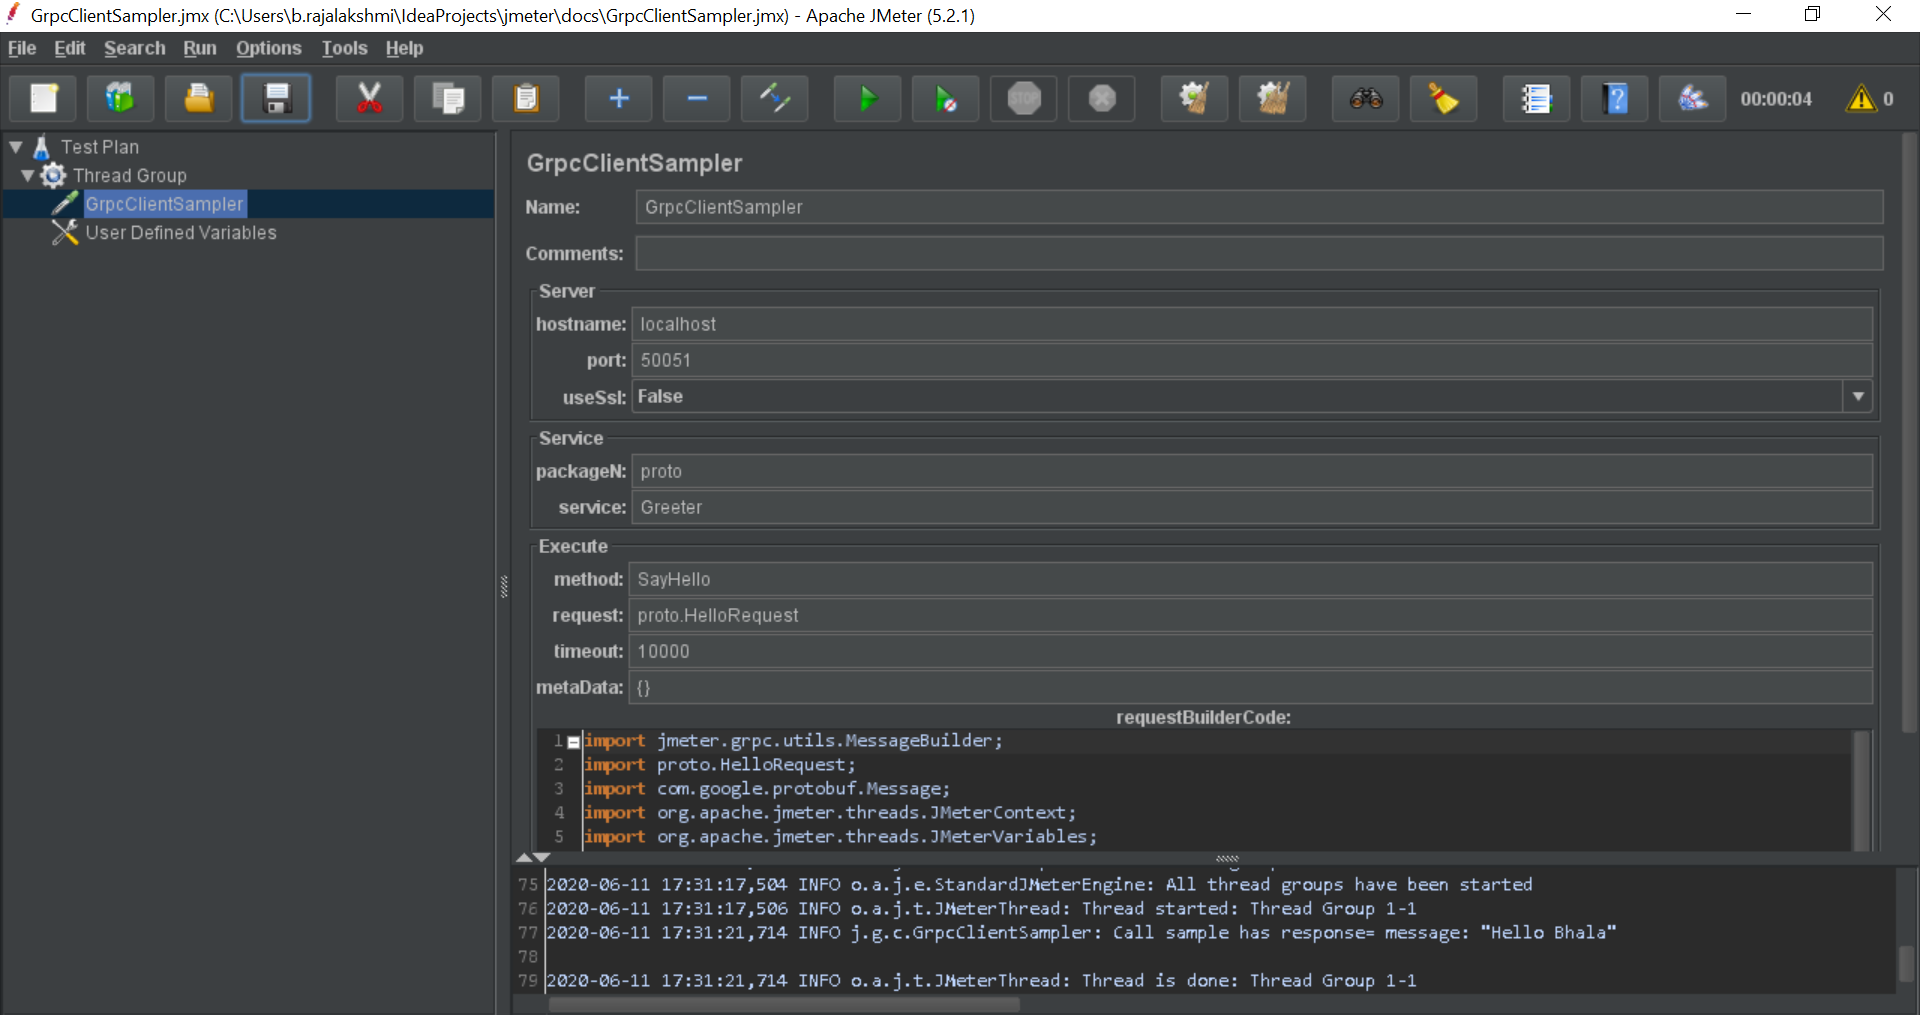 GrpcClientSampler.jmx (C:\Users\b.rajalakshmi\IdeaProjects\jmeter\docs\GrpcClientSampler.jmx) - Apache JMeter (5.2.1)
File Edit Search Run Options Tools Help
STOP
00:00:04
0
Test Plan
Thread Group
GrpcClientSampler
User Defined Variables
GrpcClientSampler
Name: GrpcClientSampler
Comments:
Server
hostname: localhost
port: 50051
useSsl: False
Service
packageN: proto
service: Greeter
Execute
method: SayHello
request: proto.HelloRequest
timeout: 10000
metaData: {}
requestBuilderCode:
1 import jmeter.grpc.utils.MessageBuilder;
2 import proto.HelloRequest;
3 import com.google.protobuf.Message;
4 import org.apache.jmeter.threads.JMeterContext;
5 import org.apache.jmeter.threads.JMeterVariables;
75 2020-06-11 17:31:17,504 INFO o.a.j.e.StandardJMeterEngine: All thread groups have been started
76 2020-06-11 17:31:17,506 INFO o.a.j.t.JMeterThread: Thread started: Thread Group 1-1
77 2020-06-11 17:31:21,714 INFO j.g.c.GrpcClientSampler: Call sample has response= message: "Hello Bhala"
78
79 2020-06-11 17:31:21,714 INFO o.a.j.t.JMeterThread: Thread is done: Thread Group 1-1